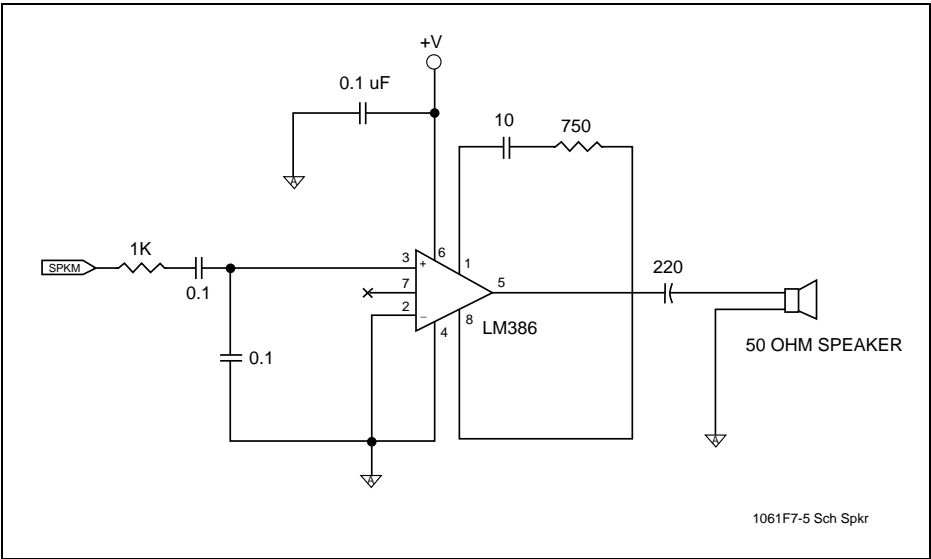 +V
0.1 uF
10
750
SPKM
1K
0.1
0.1
3
+
7
2
–
6
1
5
8
4
LM386
220
50 OHM SPEAKER
A
A
A
1061F7-5 Sch Spkr